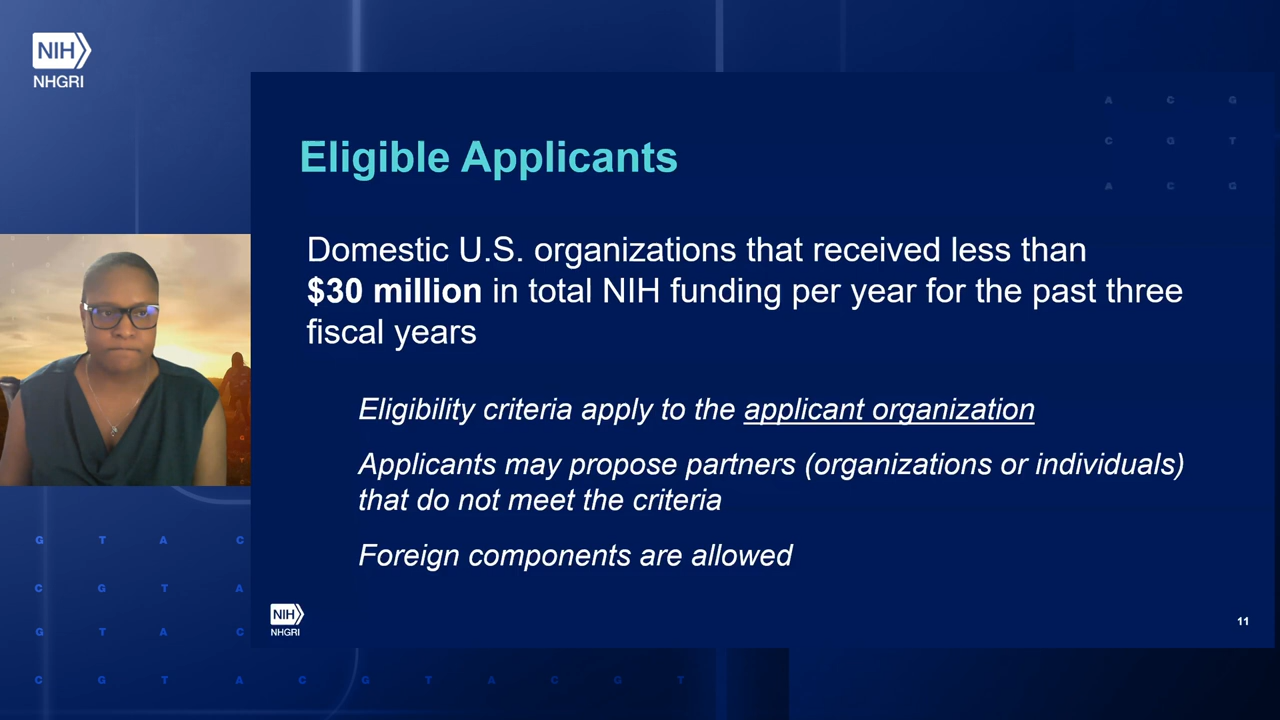 NIH
NHGRI
A C G
C G T
A C G
Eligible Applicants
Domestic U.S. organizations that received less than
$30 million in total NIH funding per year for the past three
fiscal years
Eligibility criteria apply to the applicant organization
Applicants may propose partners (organizations or individuals)
that do not meet the criteria
Foreign components are allowed
NIH
NHGRI
11
G T A C
C G T A
G T A C
C G T A C G T A C G T